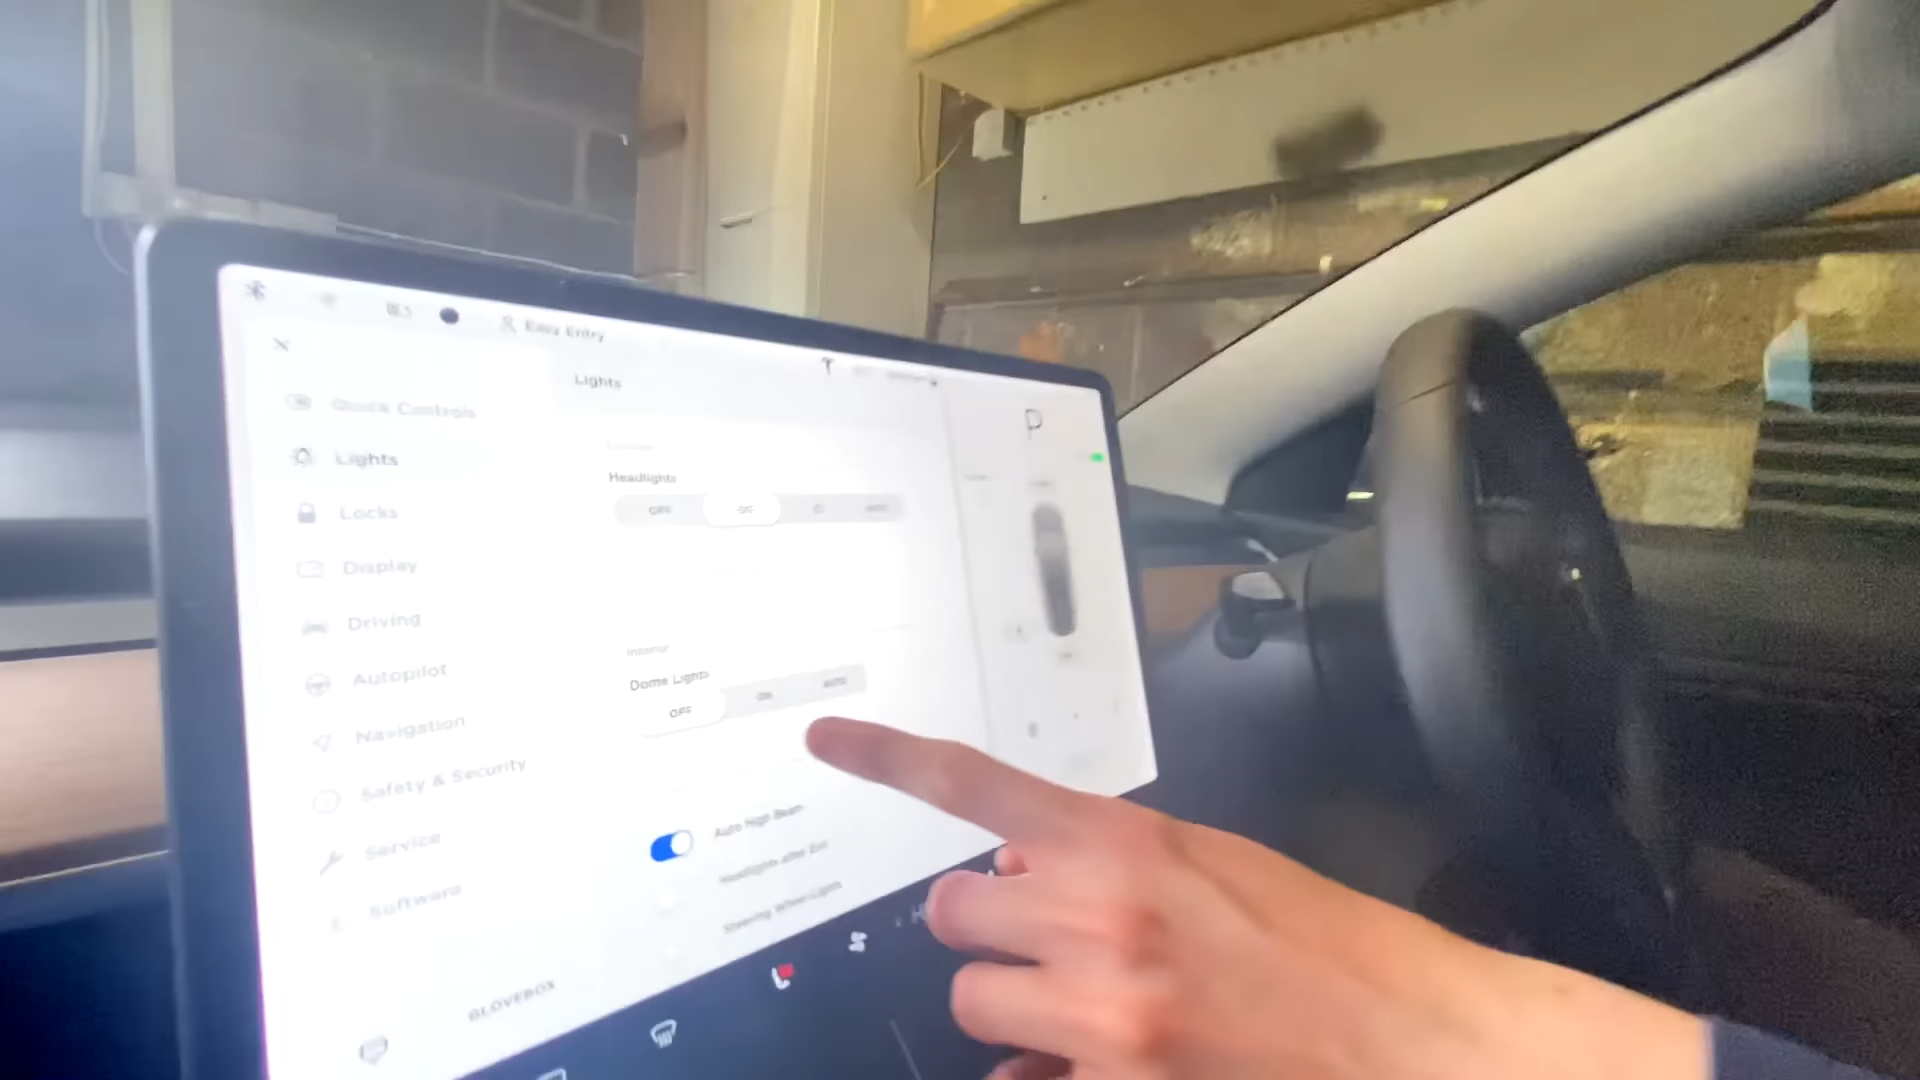 Easy Entry
Lights
P
Quick Controls
Lights
Locks
Display
Driving
Autopilot
Navigation
Safety & Security
Service
Software
GLOVEBOX
Headlights
OFF
Interior
Dome Lights
OFF
ON
AUTO
Auto High Beam
Headlights after Exit
Steering Wheel Lights